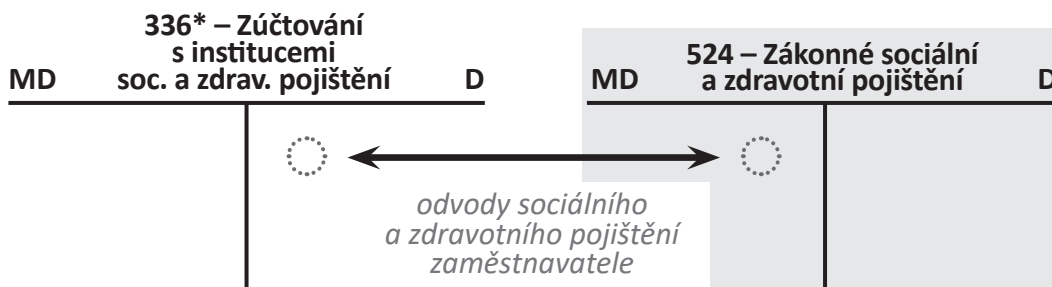 336* – Zúčtování
s institucemi
MD soc. a zdrav. pojištění D
524 – Zákonné sociální
MD a zdravotní pojištění D
odvody sociálního
a zdravotního pojištění
zaměstnavatele